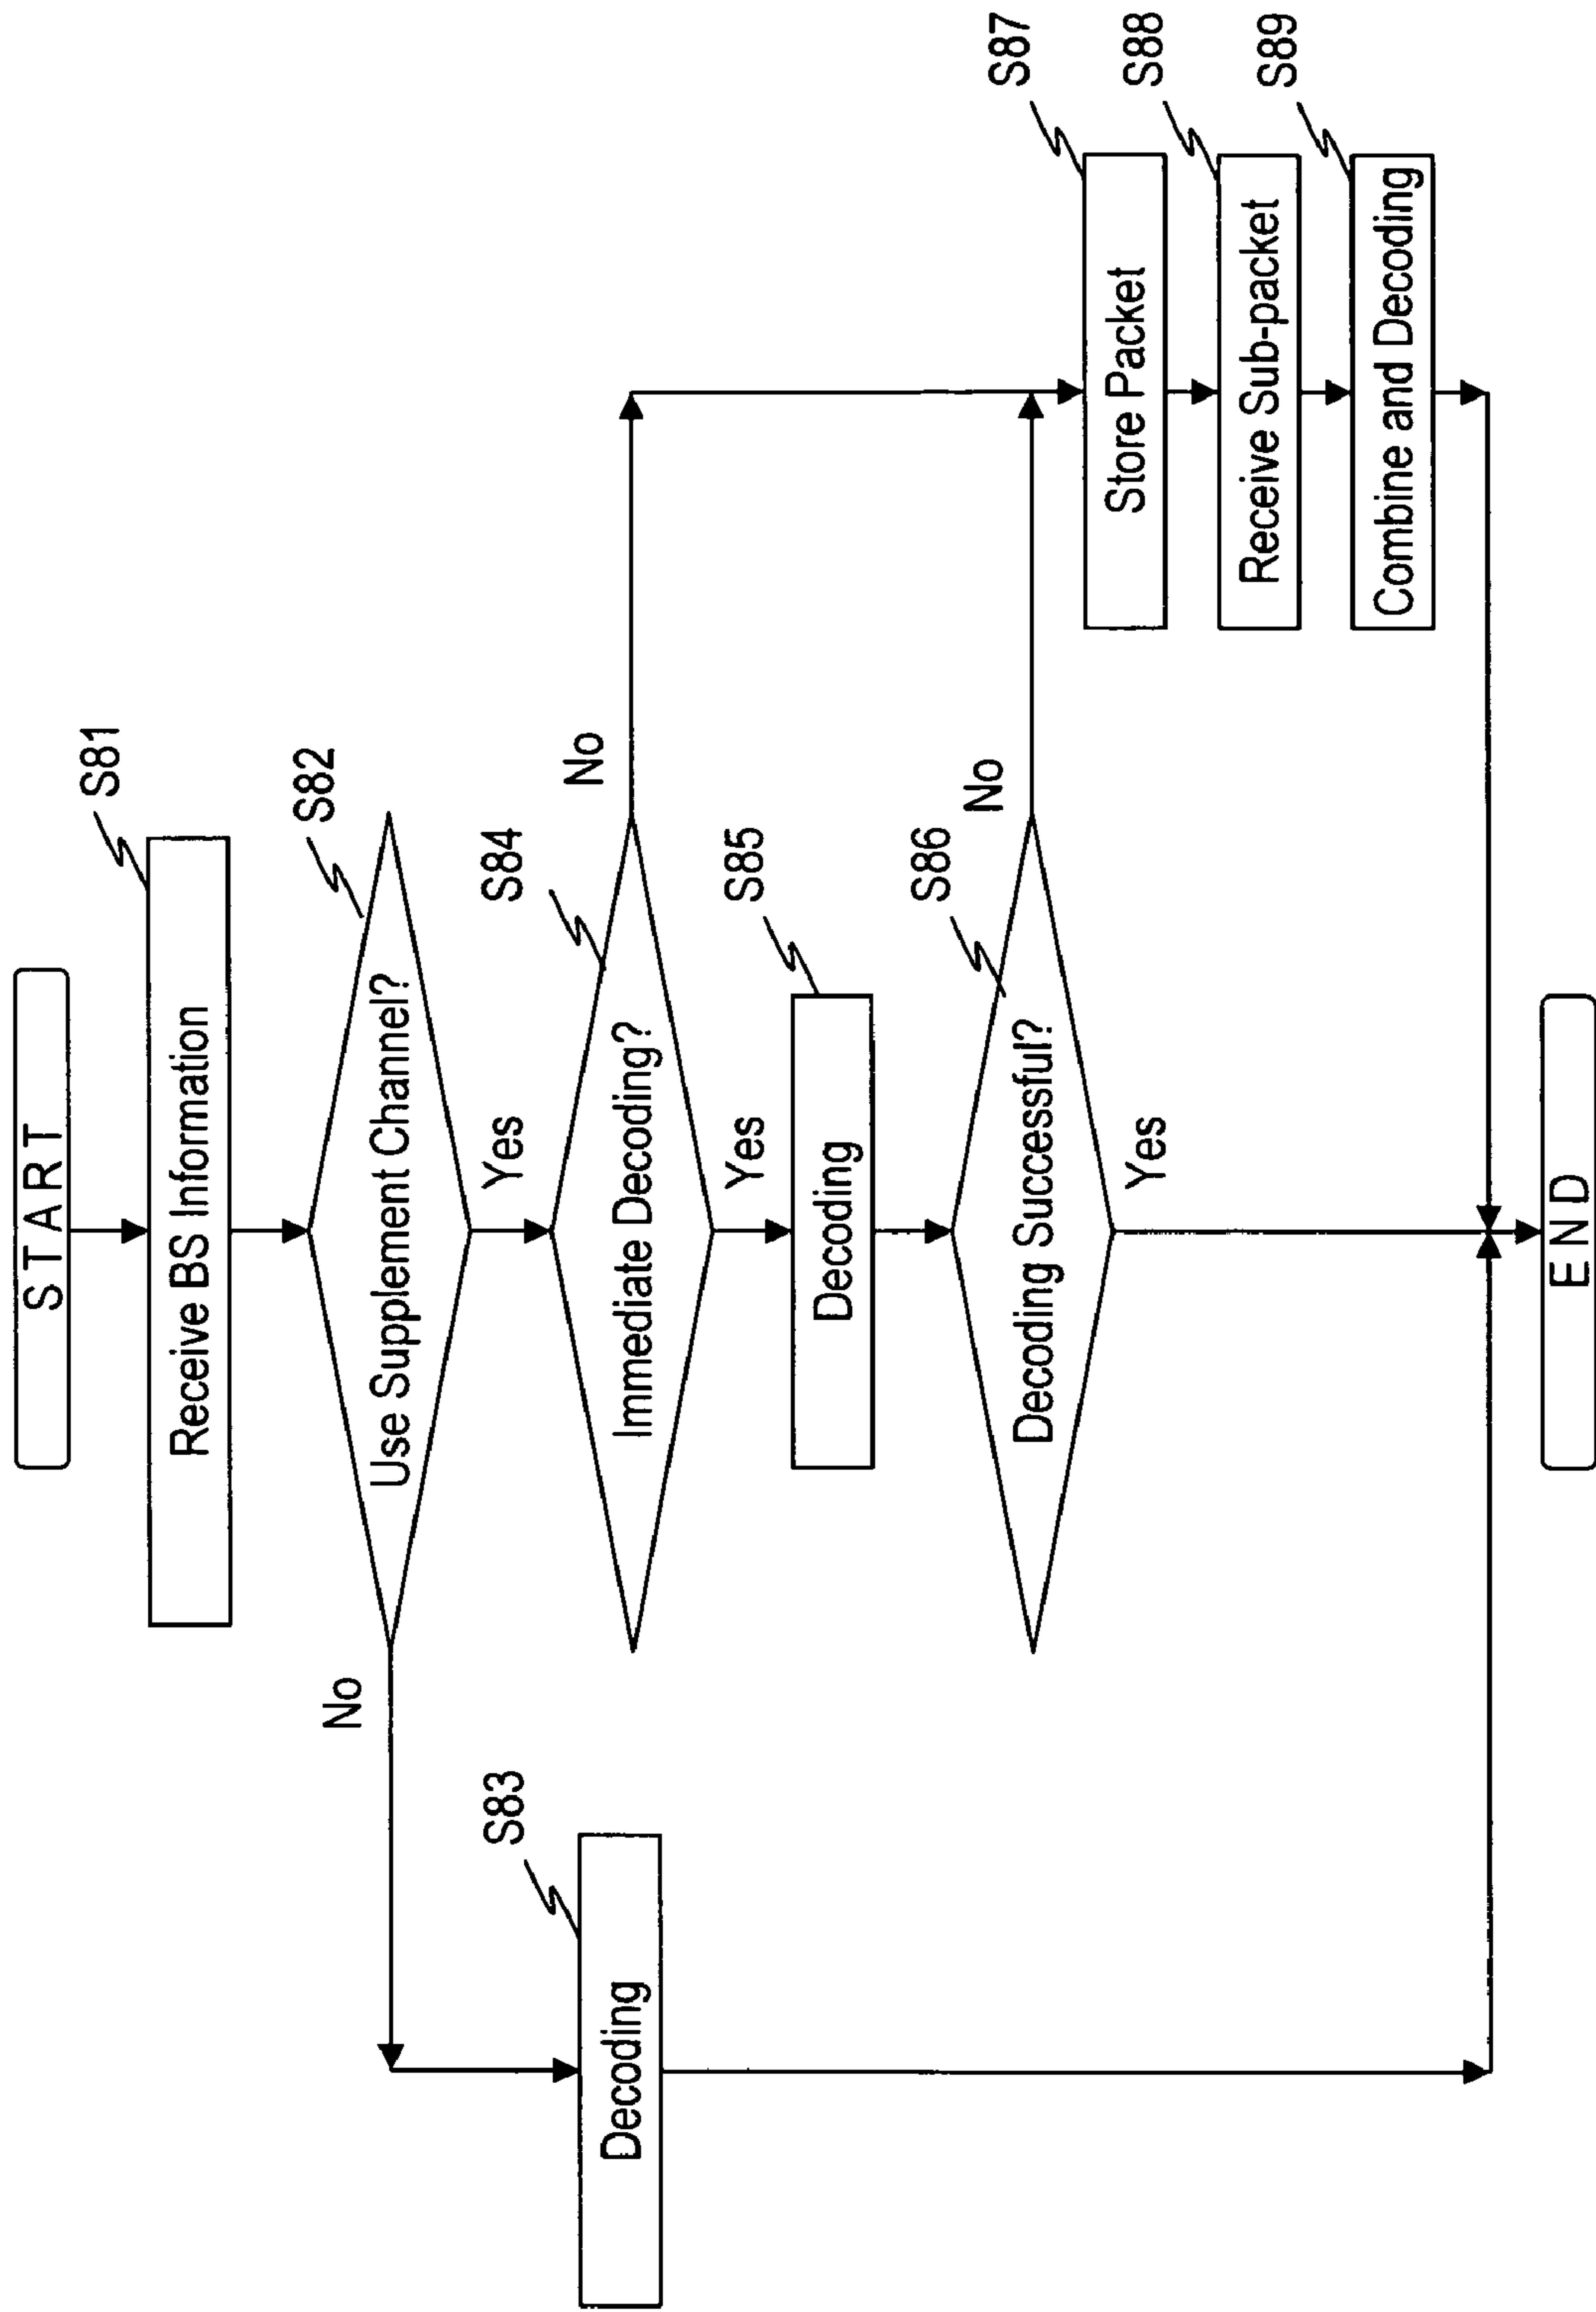 START
S81
Receive BS Information
S82
Use Supplement Channel?
No
Yes
S83
Decoding
S84
Immediate Decoding?
No
Yes
S85
Decoding
S86
Decoding Successful?
No
Yes
S87
Store Packet
S88
Receive Sub-packet
S89
Combine and Decoding
END